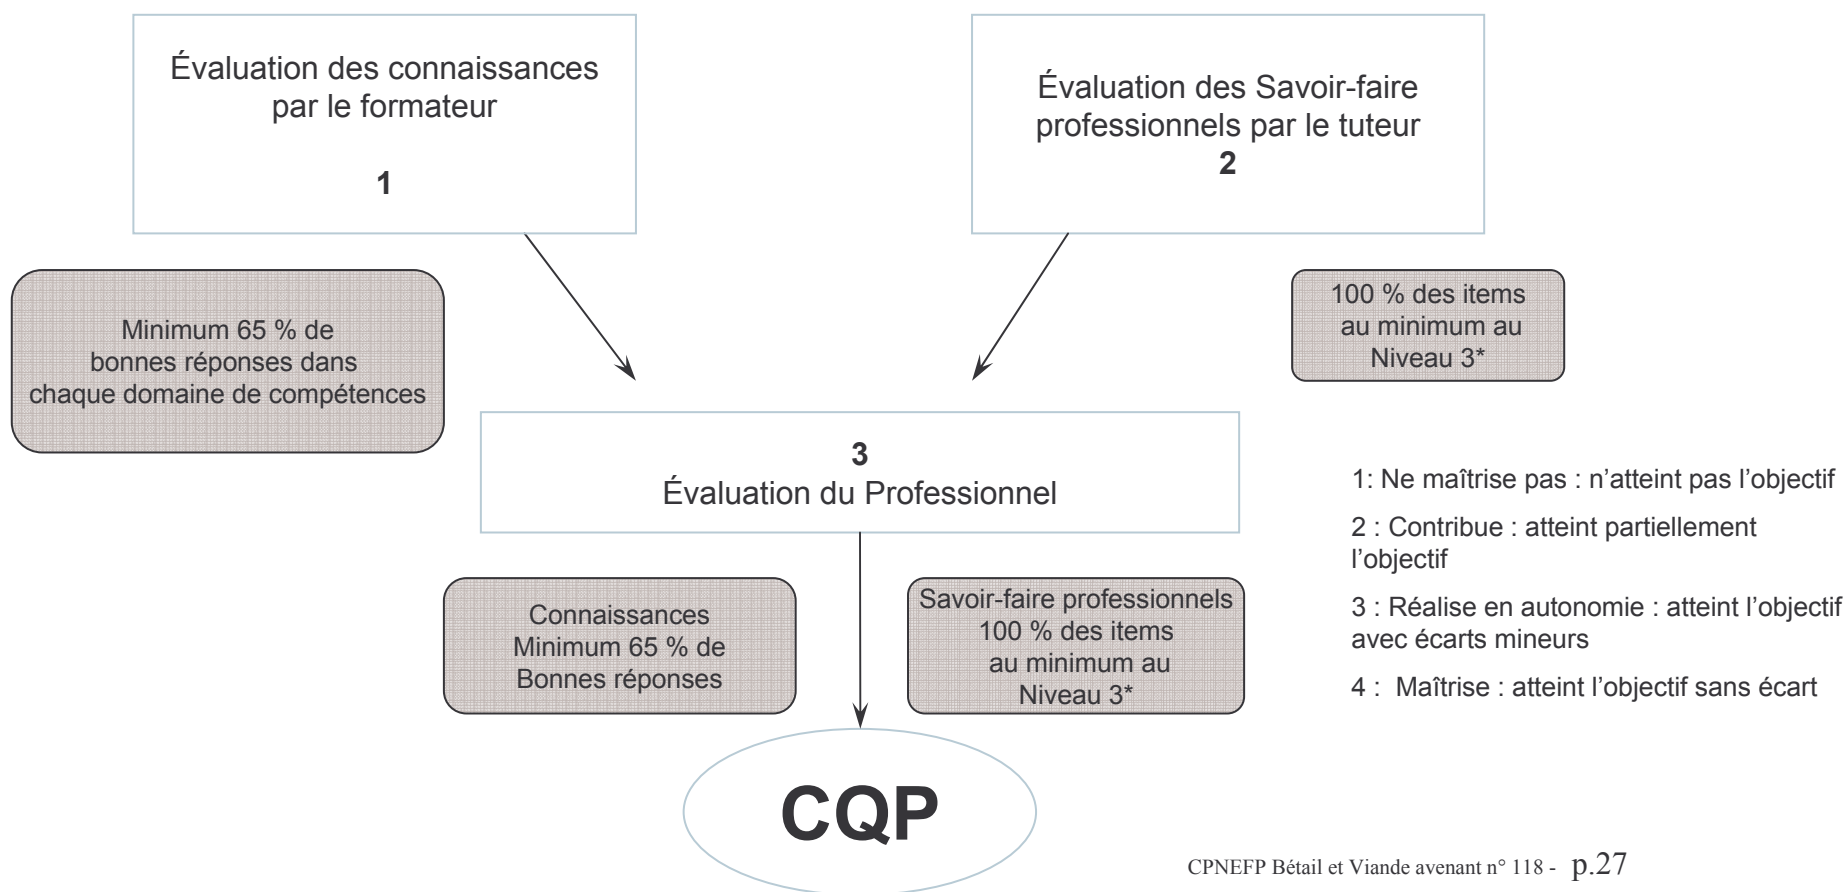 Évaluation des connaissances
par le formateur
1
Évaluation des Savoir-faire
professionnels par le tuteur
2
Minimum 65 % de
bonnes réponses dans
chaque domaine de compétences
100 % des items
au minimum au
Niveau 3*
3
Évaluation du Professionnel
Connaissances
Minimum 65 % de
Bonnes réponses
Savoir-faire professionnels
100 % des items
au minimum au
Niveau 3*
1: Ne maîtrise pas : n’atteint pas l’objectif
2 : Contribue : atteint partiellement
l’objectif
3 : Réalise en autonomie : atteint l’objectif
avec écarts mineurs
4 : Maîtrise : atteint l’objectif sans écart
CQP
CPNEFP Bétail et Viande avenant n° 118 - p.27